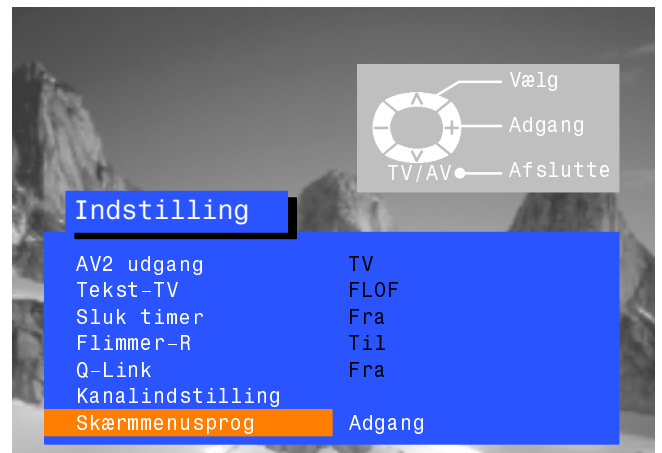 Vælg
Adgang
TV/AV Afslutte
Indstilling
AV2 udgang TV
Tekst-TV FLOF
Sluk timer Fra
Flimmer-R Til
Q-Link Fra
Kanalindstilling
Skærmmenusprog Adgang